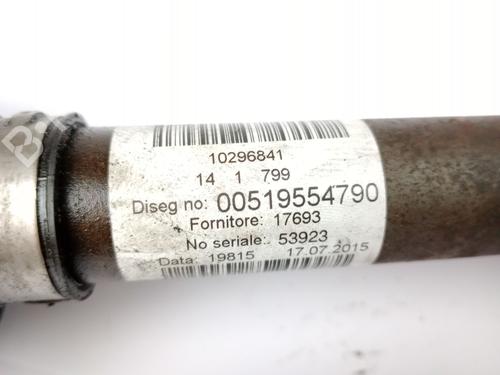 10296841
14 1 799
Diseg no: 00519554790
Fornitore: 17693
No seriale: 53923
Data: 19815 17.07.2015